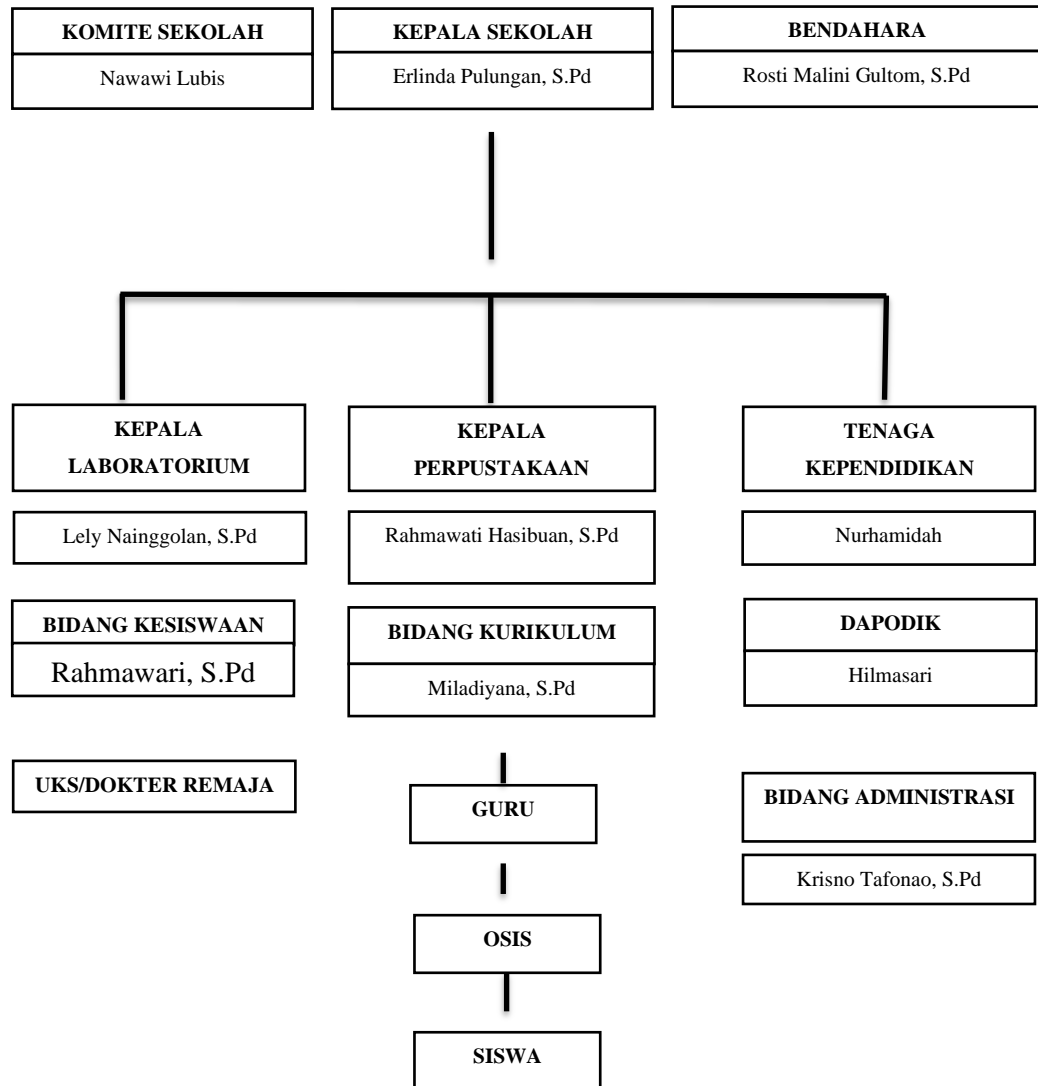 KOMITE SEKOLAH
Nawawi Lubis
KEPALA SEKOLAH
Erlinda Pulungan, S.Pd
BENDAHARA
Rosti Malini Gultom, S.Pd
KEPALA
LABORATORIUM
Lely Nainggolan, S.Pd
KEPALA
PERPUSTAKAAN
Rahmawati Hasibuan, S.Pd
TENAGA
KEPENDIDIKAN
Nurhamidah
BIDANG KESISWAAN
Rahmawari, S.Pd
BIDANG KURIKULUM
Miladiyana, S.Pd
DAPODIK
Hilmasari
UKS/DOKTER REMAJA
GURU
BIDANG ADMINISTRASI
Krisno Tafonao, S.Pd
OSIS
SISWA